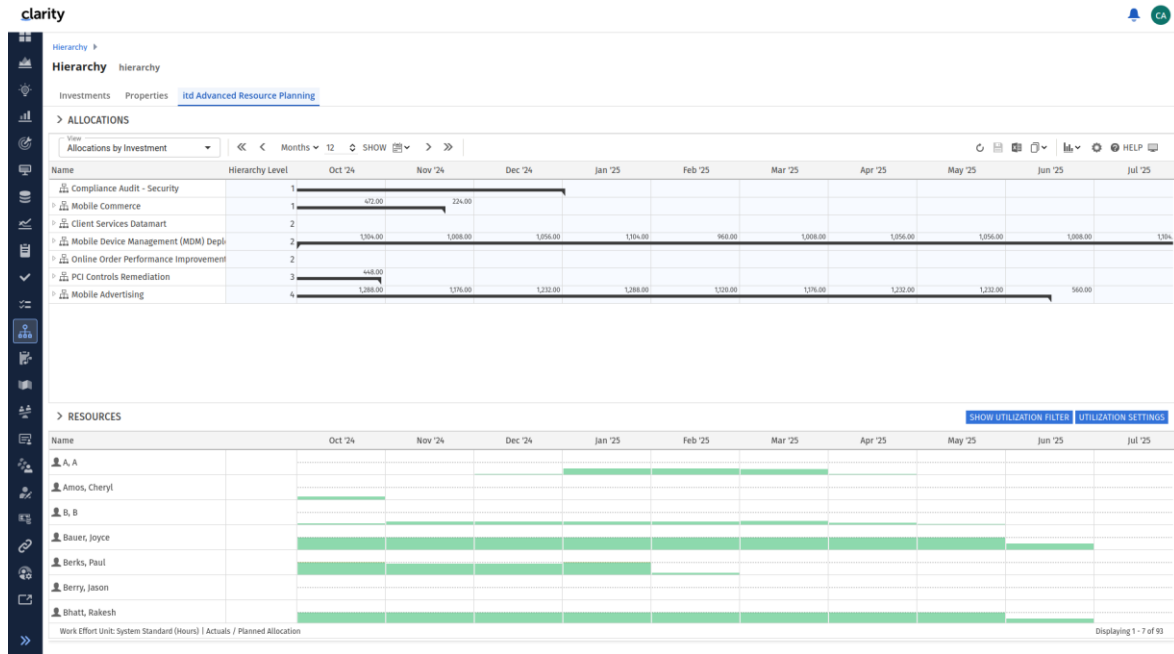 clarity
CA
Hierarchy
Hierarchy hierarchy
Investments Properties itd Advanced Resource Planning
ALLOCATIONS
View
Allocations by Investment Months 12 SHOW HELP
Name Hierarchy Level Oct '24 Nov '24 Dec '24 Jan '25 Feb '25 Mar '25 Apr '25 May '25 Jun '25 Jul '25
Compliance Audit - Security 1
Mobile Commerce 1 472.00 224.00
Client Services Datamart 2
Mobile Device Management (MDM) Depl 2 1,104.00 1,008.00 1,056.00 1,104.00 960.00 1,008.00 1,056.00 1,056.00 1,008.00 1,104.
Online Order Performance Improvement 2
PCI Controls Remediation 3 448.00
Mobile Advertising 4 1,288.00 1,176.00 1,232.00 1,288.00 1,120.00 1,176.00 1,232.00 1,232.00 560.00
RESOURCES SHOW UTILIZATION FILTER UTILIZATION SETTINGS
Name Oct '24 Nov '24 Dec '24 Jan '25 Feb '25 Mar '25 Apr '25 May '25 Jun '25 Jul '25
A, A
Amos, Cheryl
B, B
Bauer, Joyce
Berks, Paul
Berry, Jason
Bhatt, Rakesh
Work Effort Unit: System Standard (Hours) | Actuals / Planned Allocation Displaying 1 - 7 of 93